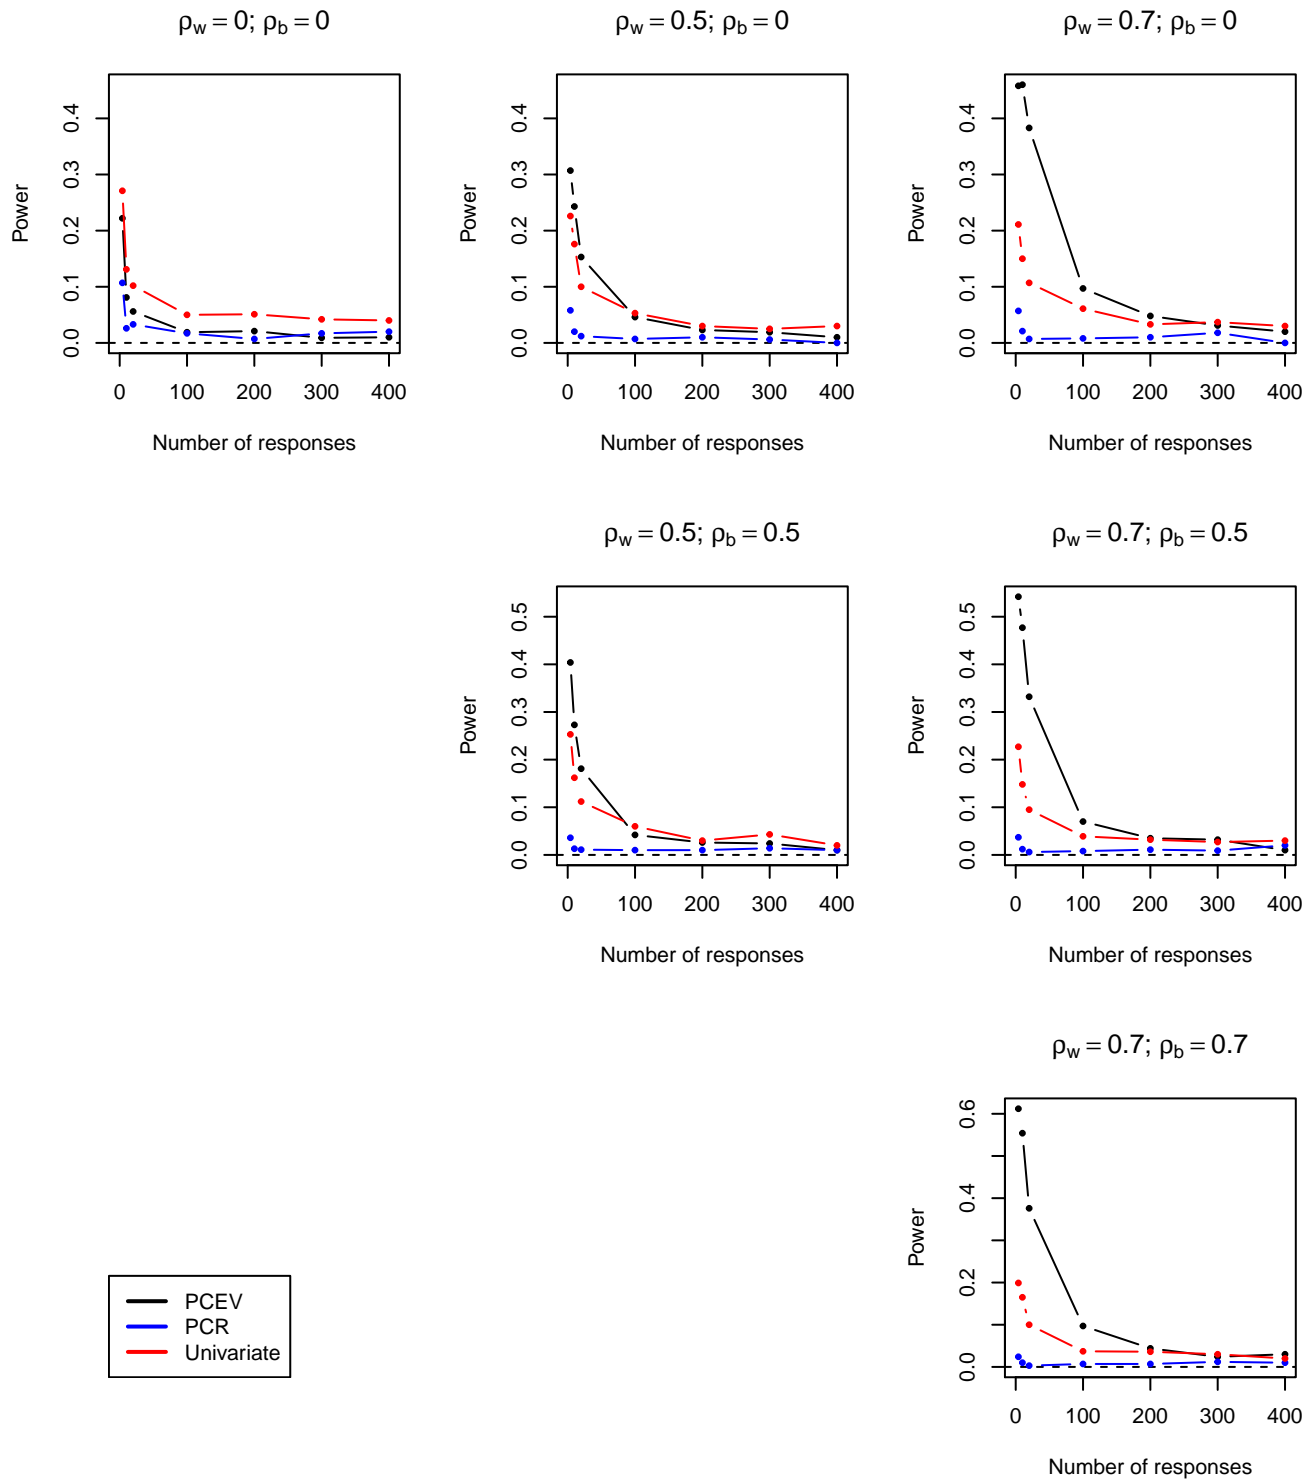 ρw = 0; ρb = 0
Power
0.0 0.1 0.2 0.3 0.4
0 100 200 300 400
Number of responses
ρw = 0.5; ρb = 0
Power
0.0 0.1 0.2 0.3 0.4
0 100 200 300 400
Number of responses
ρw = 0.7; ρb = 0
Power
0.0 0.1 0.2 0.3 0.4
0 100 200 300 400
Number of responses
ρw = 0.5; ρb = 0.5
Power
0.0 0.1 0.2 0.3 0.4 0.5
0 100 200 300 400
Number of responses
ρw = 0.7; ρb = 0.5
Power
0.0 0.1 0.2 0.3 0.4 0.5
0 100 200 300 400
Number of responses
ρw = 0.7; ρb = 0.7
Power
0.0 0.2 0.4 0.6
0 100 200 300 400
Number of responses
PCEV
PCR
Univariate